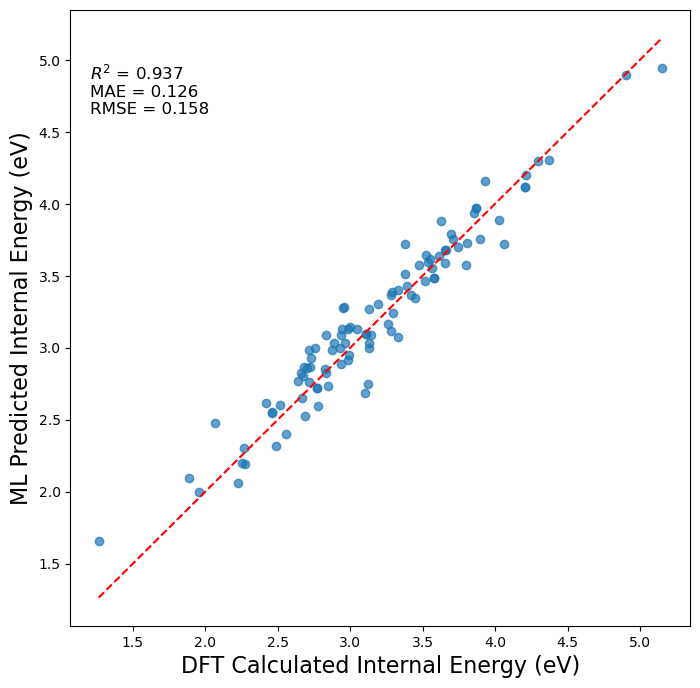 R² = 0.937
MAE = 0.126
RMSE = 0.158
5.0
4.5
4.0
3.5
3.0
2.5
2.0
1.5
ML Predicted Internal Energy (eV)
1.5 2.0 2.5 3.0 3.5 4.0 4.5 5.0
DFT Calculated Internal Energy (eV)